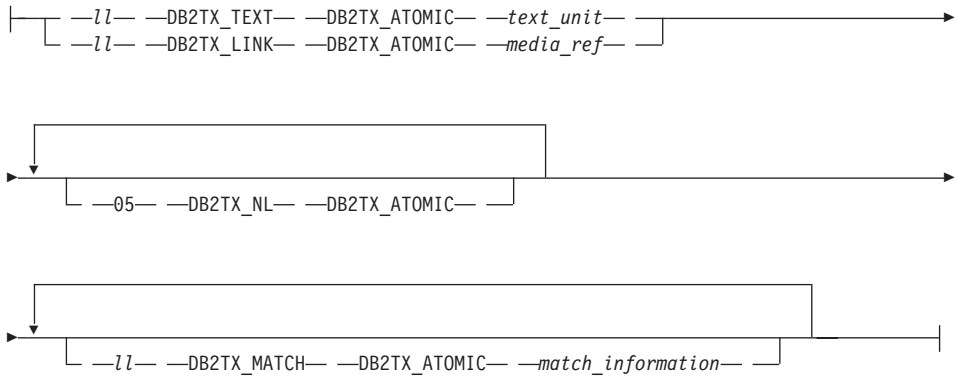 ll DB2TX_TEXT DB2TX_ATOMIC text_unit
ll DB2TX_LINK DB2TX_ATOMIC media_ref
05 DB2TX_NL DB2TX_ATOMIC
ll DB2TX_MATCH DB2TX_ATOMIC match_information